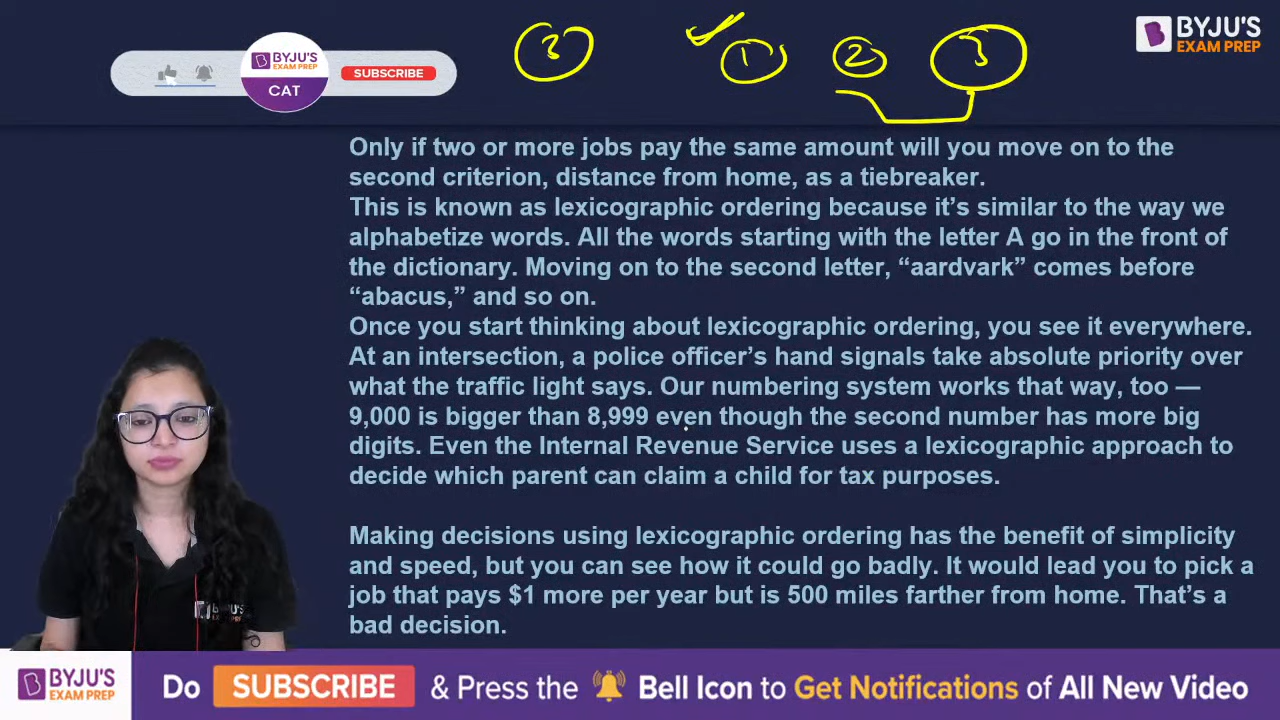 3 1 2 3
BYJU'S
EXAM PREP
BYJU'S
EXAM PREP
SUBSCRIBE
CAT
Only if two or more jobs pay the same amount will you move on to the
second criterion, distance from home, as a tiebreaker.
This is known as lexicographic ordering because it’s similar to the way we
alphabetize words. All the words starting with the letter A go in the front of
the dictionary. Moving on to the second letter, “aardvark” comes before
“abacus,” and so on.
Once you start thinking about lexicographic ordering, you see it everywhere.
At an intersection, a police officer’s hand signals take absolute priority over
what the traffic light says. Our numbering system works that way, too —
9,000 is bigger than 8,999 even though the second number has more big
digits. Even the Internal Revenue Service uses a lexicographic approach to
decide which parent can claim a child for tax purposes.
Making decisions using lexicographic ordering has the benefit of simplicity
and speed, but you can see how it could go badly. It would lead you to pick a
job that pays $1 more per year but is 500 miles farther from home. That’s a
bad decision.
BYJU'S
EXAM PREP
BYJU'S
EXAM PREP
Do SUBSCRIBE & Press the Bell Icon to Get Notifications of All New Video